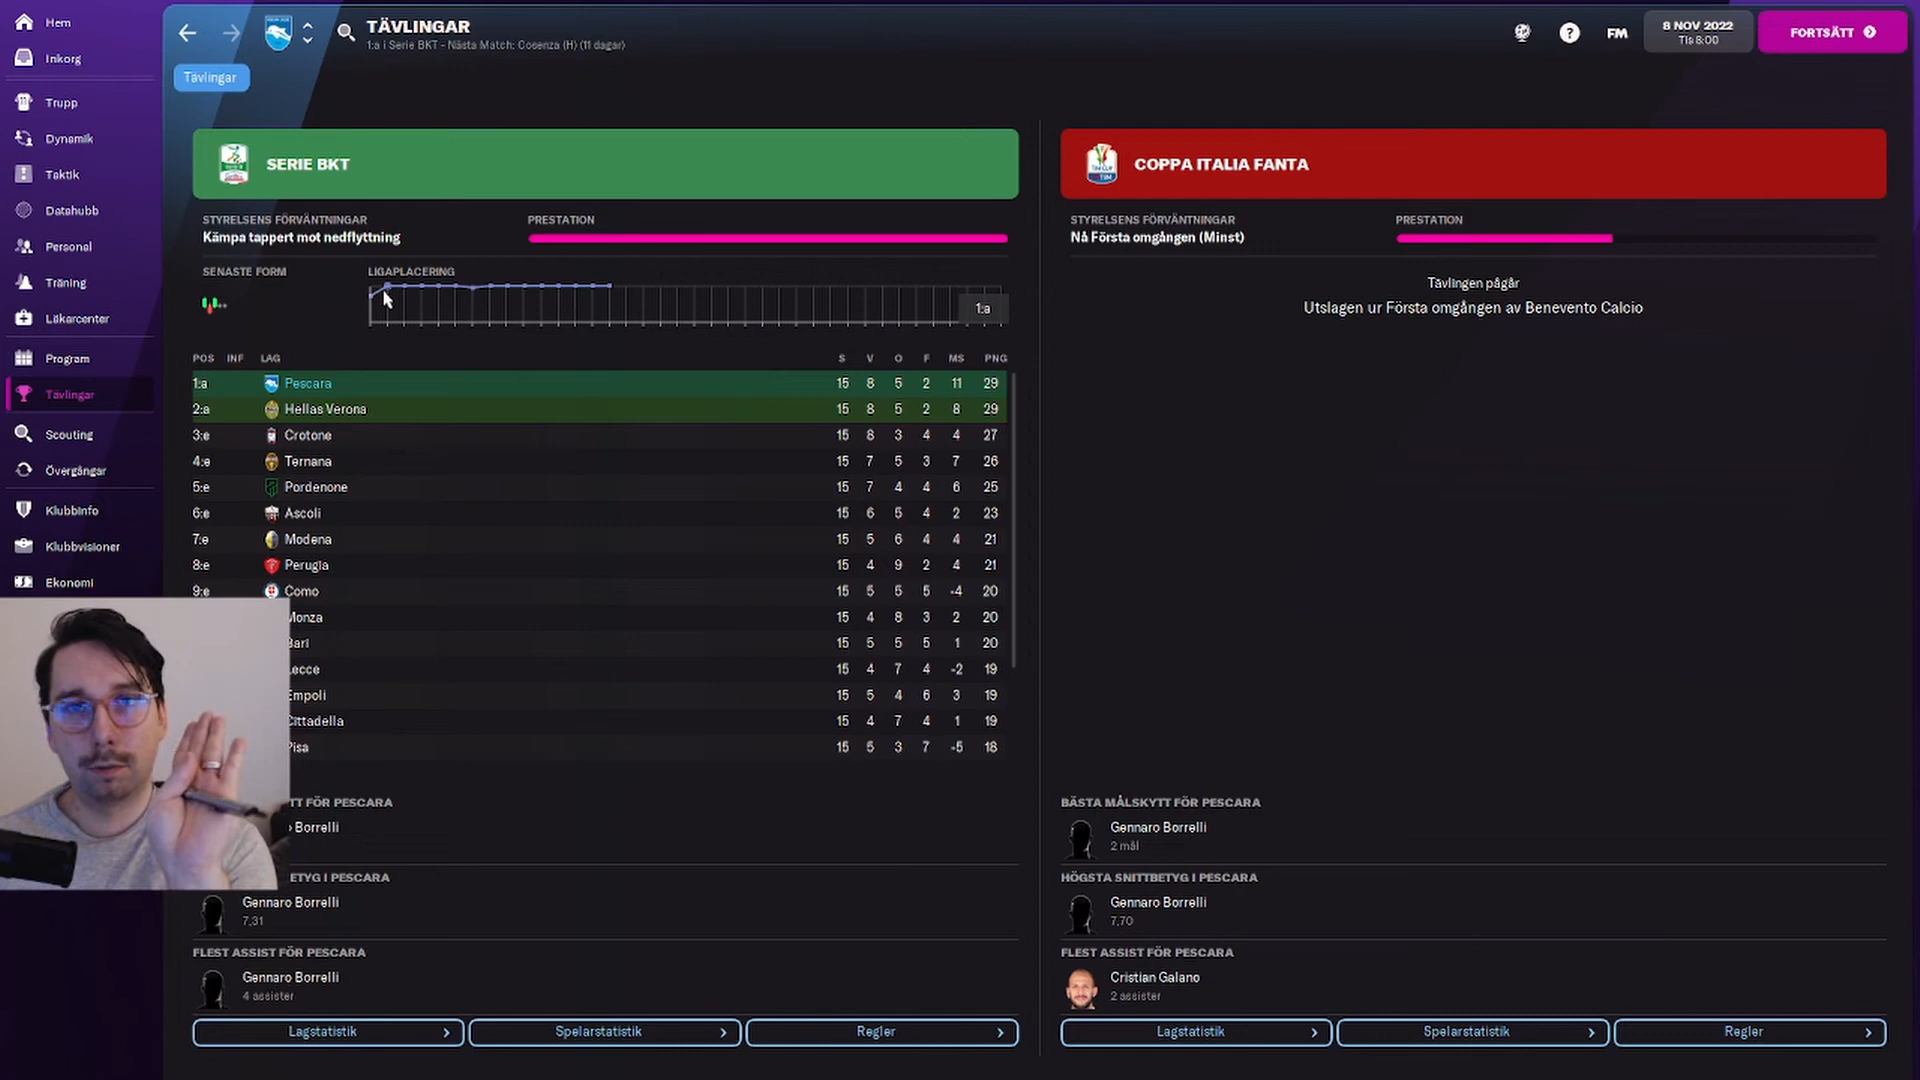 Hem
Inkorg
Trupp
Dynamik
Taktik
Datahubb
Personal
Träning
Läkarcenter
Program
Tävlingar
Scouting
Övergångar
Klubbinfo
Klubbvisioner
Ekonomi
TÄVLINGAR
1:a i Serie BKT - Nästa Match: Cosenza (H) (11 dagar)
FM
8 NOV 2022
Tis 8:00
FORTSÄTT
Tävlingar
SERIE BKT
STYRELSENS FÖRVÄNTNINGAR PRESTATION
Kämpa tappert mot nedflyttning
SENASTE FORM LIGAPLACERING
1:a
POS INF LAG S V O F MS PNG
1:a Pescara 15 8 5 2 11 29
2:a Hellas Verona 15 8 5 2 8 29
3:e Crotone 15 8 3 4 4 27
4:e Ternana 15 7 5 3 7 26
5:e Pordenone 15 7 4 4 6 25
6:e Ascoli 15 6 5 4 2 23
7:e Modena 15 5 6 4 4 21
8:e Perugia 15 4 9 2 4 21
9:e Como 15 5 5 5 -4 20
Monza 15 4 8 3 2 20
Bari 15 5 5 5 1 20
Lecce 15 4 7 4 -2 19
Empoli 15 5 4 6 3 19
Cittadella 15 4 7 4 1 19
Pisa 15 5 3 7 -5 18
TT FÖR PESCARA
Borrelli
ETYG I PESCARA
Gennaro Borrelli
7,31
FLEST ASSIST FÖR PESCARA
Gennaro Borrelli
4 assister
Lagstatistik
Spelarstatistik
Regler
COPPA ITALIA FANTA
STYRELSENS FÖRVÄNTNINGAR PRESTATION
Nå Första omgången (Minst)
Tävlingen pågår
Utslagen ur Första omgången av Benevento Calcio
BÄSTA MÅLSKYTT FÖR PESCARA
Gennaro Borrelli
2 mål
HÖGSTA SNITTBETYG I PESCARA
Gennaro Borrelli
7,70
FLEST ASSIST FÖR PESCARA
Cristian Galano
2 assister
Lagstatistik
Spelarstatistik
Regler